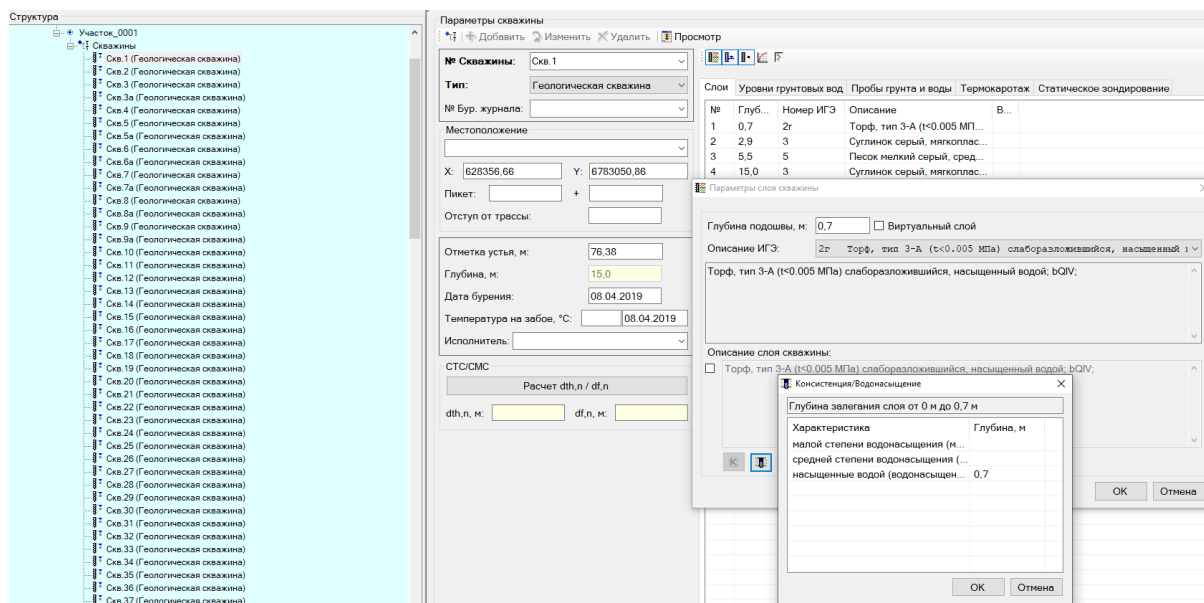 Структура
Участок_0001
Скважины
Скв.1 (Геологическая скважина)
Скв.2 (Геологическая скважина)
Скв.3 (Геологическая скважина)
Скв.3а (Геологическая скважина)
Скв.4 (Геологическая скважина)
Скв.5 (Геологическая скважина)
Скв.5а (Геологическая скважина)
Скв.6 (Геологическая скважина)
Скв.6а (Геологическая скважина)
Скв.7 (Геологическая скважина)
Скв.7а (Геологическая скважина)
Скв.8 (Геологическая скважина)
Скв.8а (Геологическая скважина)
Скв.9 (Геологическая скважина)
Скв.9а (Геологическая скважина)
Скв.10 (Геологическая скважина)
Скв.11 (Геологическая скважина)
Скв.12 (Геологическая скважина)
Скв.13 (Геологическая скважина)
Скв.14 (Геологическая скважина)
Скв.15 (Геологическая скважина)
Скв.16 (Геологическая скважина)
Скв.17 (Геологическая скважина)
Скв.18 (Геологическая скважина)
Скв.19 (Геологическая скважина)
Скв.20 (Геологическая скважина)
Скв.21 (Геологическая скважина)
Скв.22 (Геологическая скважина)
Скв.23 (Геологическая скважина)
Скв.24 (Геологическая скважина)
Скв.25 (Геологическая скважина)
Скв.26 (Геологическая скважина)
Скв.27 (Геологическая скважина)
Скв.28 (Геологическая скважина)
Скв.29 (Геологическая скважина)
Скв.30 (Геологическая скважина)
Скв.31 (Геологическая скважина)
Скв.32 (Геологическая скважина)
Скв.33 (Геологическая скважина)
Скв.34 (Геологическая скважина)
Скв.35 (Геологическая скважина)
Скв.36 (Геологическая скважина)
Скв.37 (Геологическая скважина)
Параметры скважины
Добавить Изменить Удалить Просмотр
№ Скважины: Скв.1
Тип: Геологическая скважина
№ Бур. журнала:
Местоположение
X: 628356,66 Y: 6783050,86
Пикет: +
Отступ от трассы:
Отметка устья, м: 76,38
Глубина, м: 15,0
Дата бурения: 08.04.2019
Температура на забое, °C: 08.04.2019
Исполнитель:
СТС/СМС
Расчет dth,n / df,n
dth,n, м: df,n, м:
Слои Уровни грунтовых вод Пробы грунта и воды Термокаротаж Статическое зондирование
№ Глуб... Номер ИГЭ Описание В...
1 0,7 2г Торф, тип 3-А (t<0.005 МП...
2 2,9 3 Суглинок серый, мягкоплас...
3 5,5 5 Песок мелкий серый, сред...
4 15,0 3 Суглинок серый, мягкоплас...
Параметры слоя скважины
Глубина подошвы, м: 0,7 Виртуальный слой
Описание ИГЭ: 2г Торф, тип 3-А (t<0.005 МПа) слаборазложившийся, насыщенный
Торф, тип 3-А (t<0.005 МПа) слаборазложившийся, насыщенный водой; bQIV;
Описание слоя скважины:
Торф, тип 3-А (t<0.005 МПа) слаборазложившийся, насыщенный водой; bQIV;
K
OK Отмена
Консистенция/Водонасыщение
Глубина залегания слоя от 0 м до 0,7 м
Характеристика Глубина, м
малой степени водонасыщения (м...
средней степени водонасыщения (...
насыщенные водой (водонасыщен... 0,7
OK Отмена